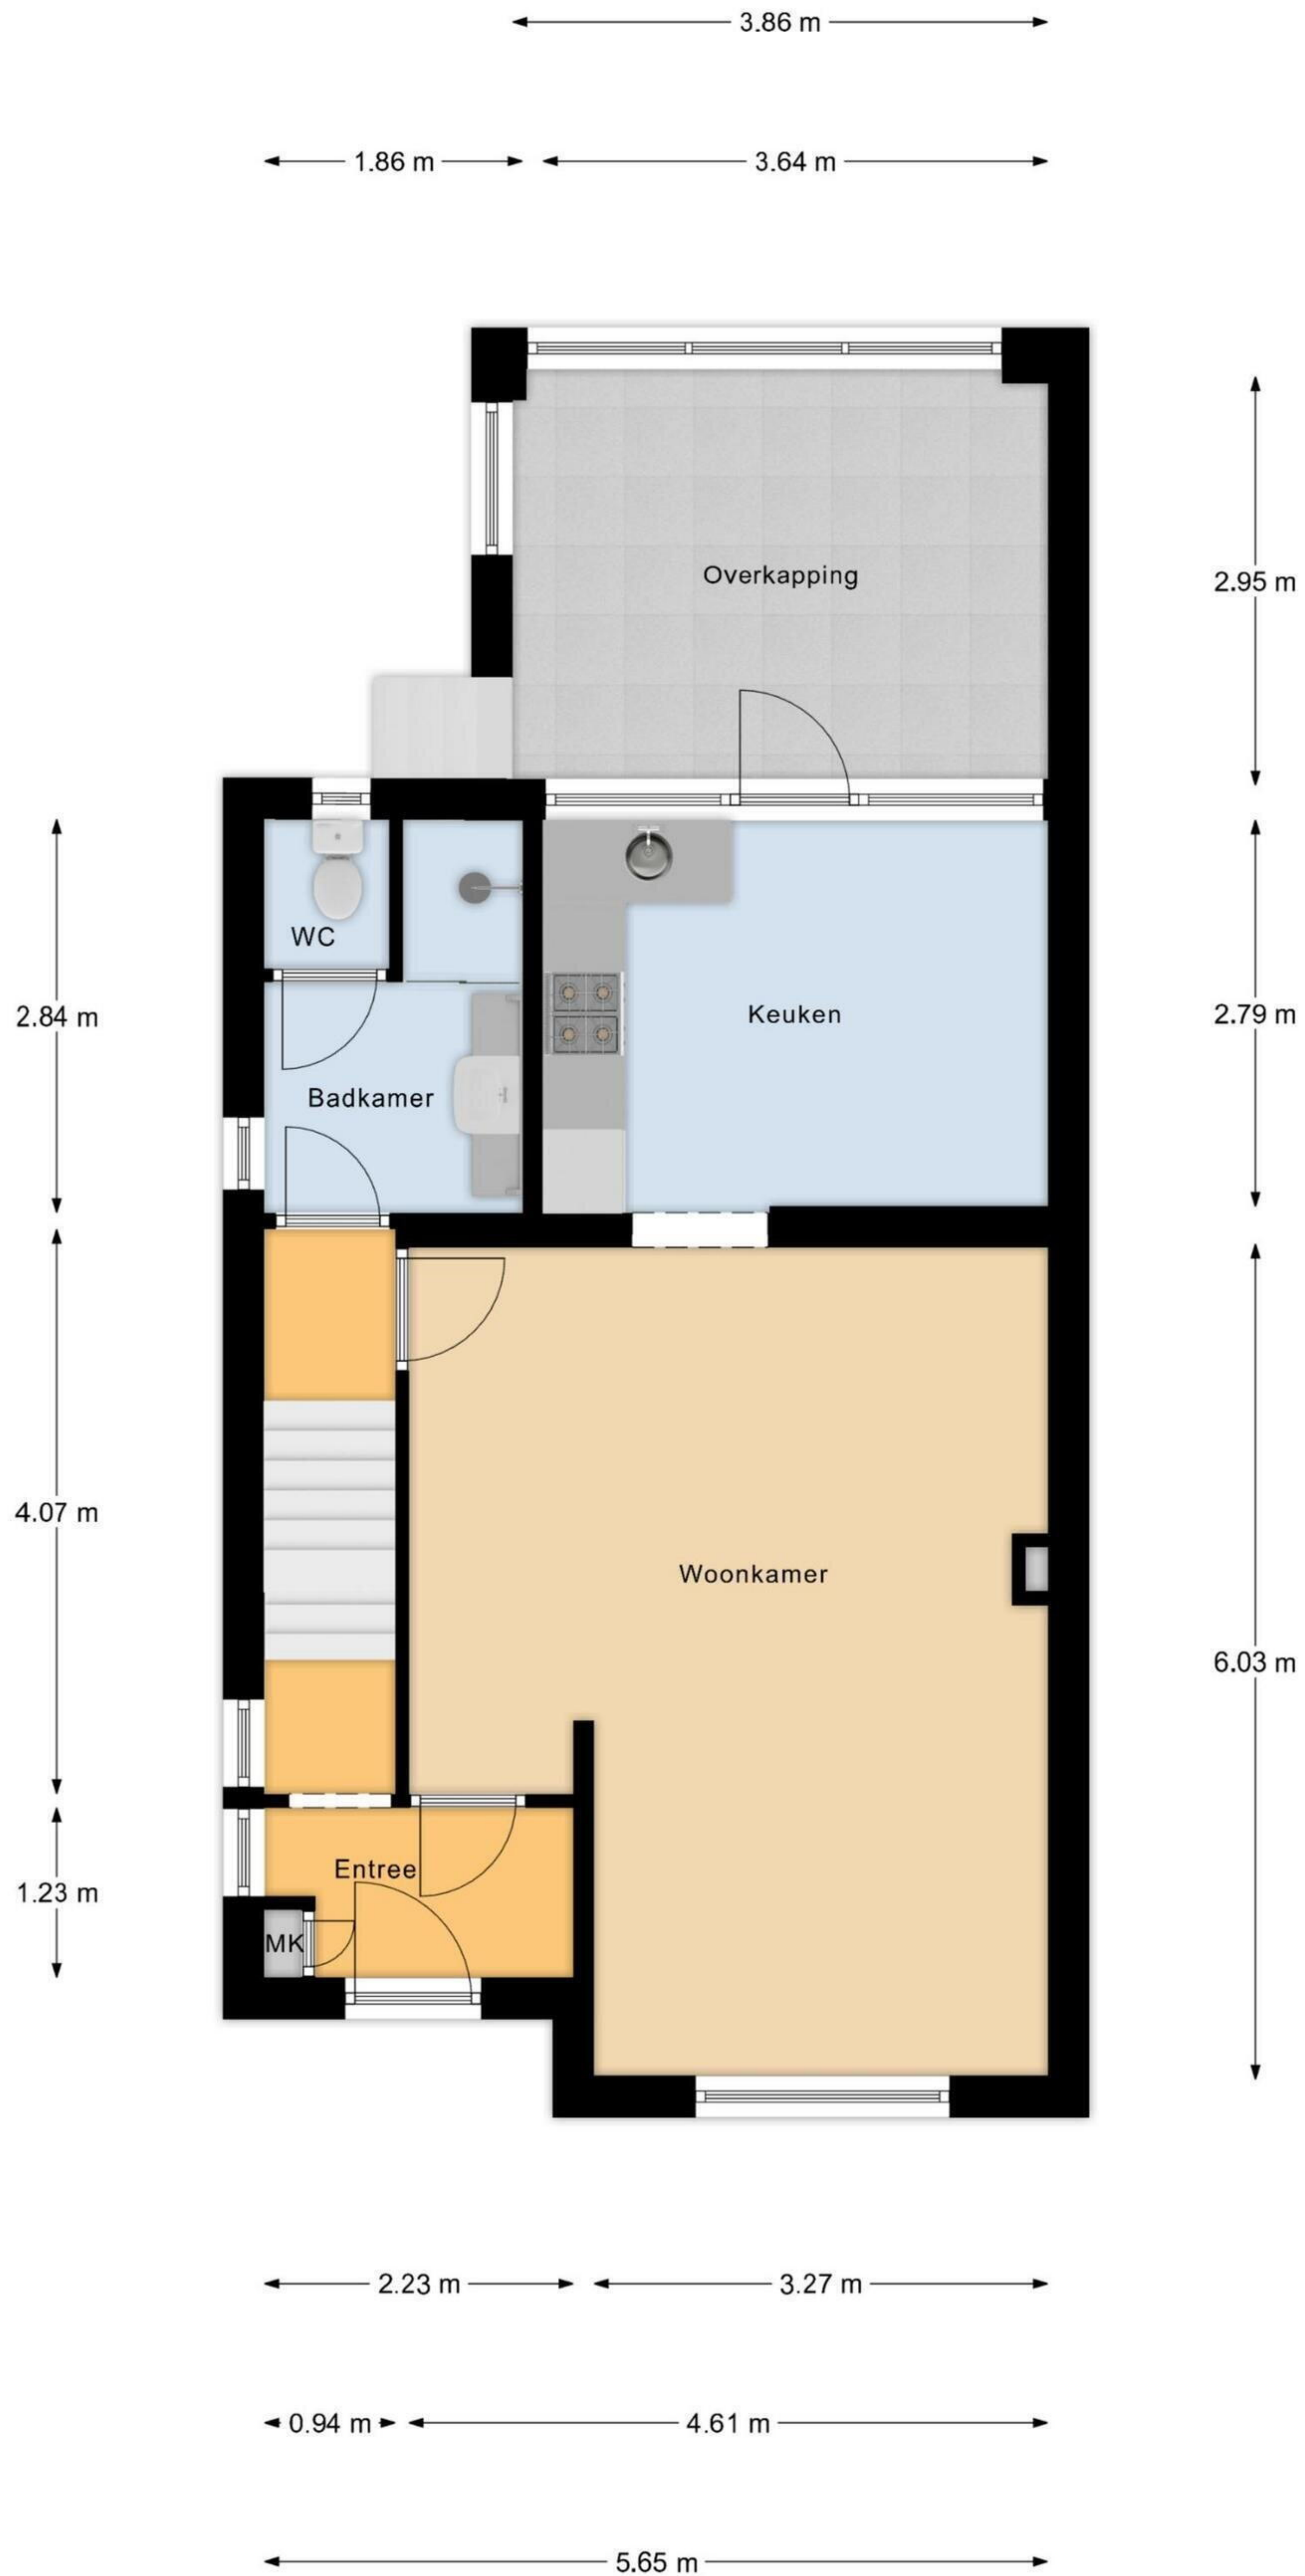 3.86 m
1.86 m
3.64 m
Overkapping
2.95 m
WC
Keuken
2.84 m
2.79 m
Badkamer
4.07 m
Woonkamer
6.03 m
Entree
1.23 m
MK
2.23 m
3.27 m
0.94 m
4.61 m
5.65 m